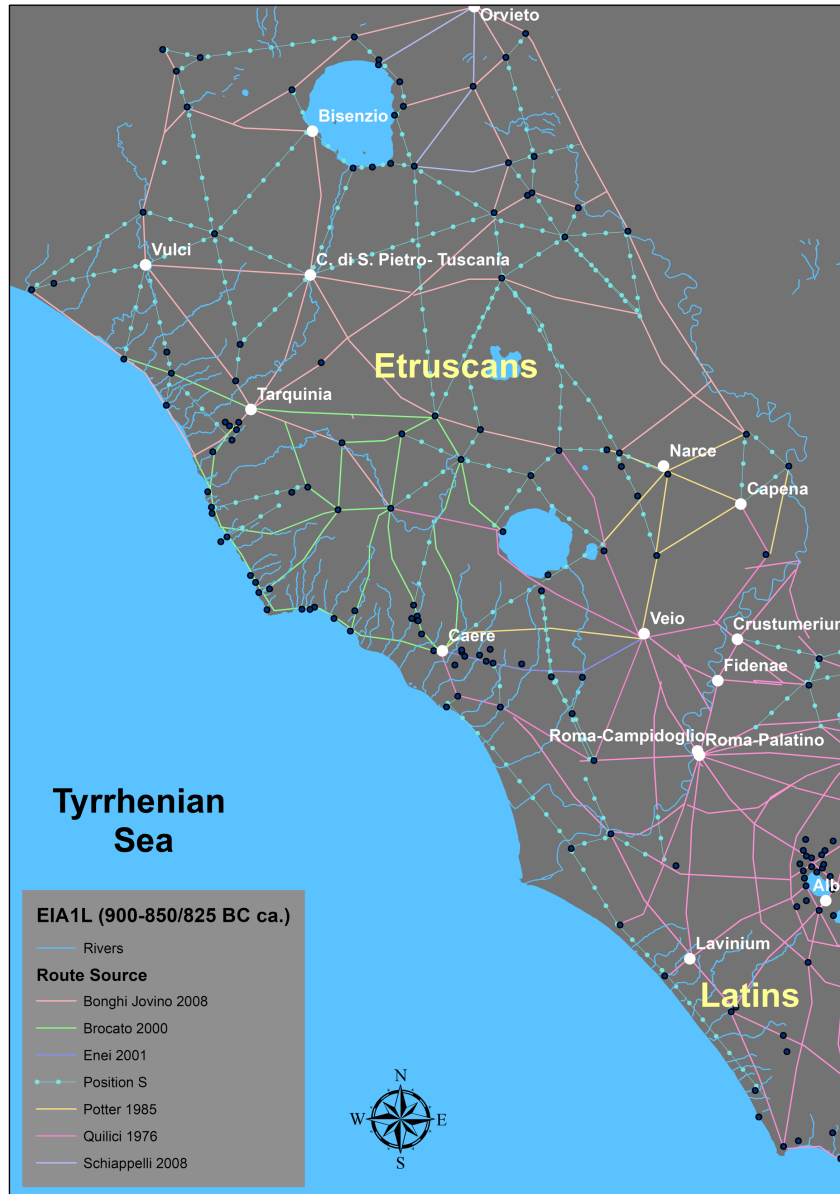 Orvieto
Bisenzio
Vulci
C. di S. Pietro- Tuscania
Etruscans
Tarquinia
Narce
Capena
Veio
Crustumerium
Caere
Fidenae
Roma-Campidoglio
Roma-Palatino
Tyrrhenian
Sea
Alb
Lavinium
Latins
EIA1L (900-850/825 BC ca.)
Rivers
Route Source
Bonghi Jovino 2008
Brocato 2000
Enei 2001
Position S
Potter 1985
Quilici 1976
Schiappelli 2008
N
W
E
S